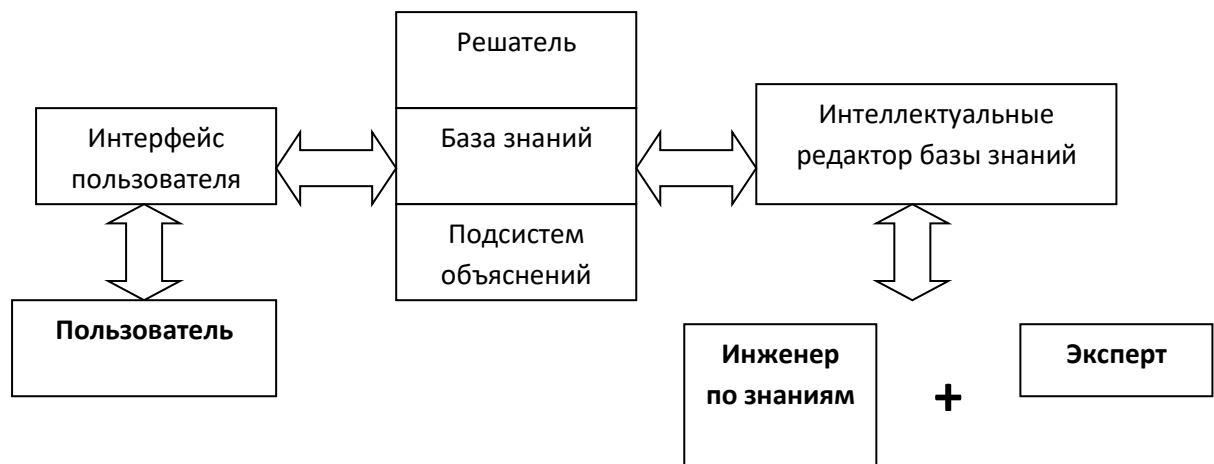 Решатель
Интерфейс
пользователя
База знаний
Интеллектуальные
редактор базы знаний
Подсистем
объяснений
Пользователь
Инженер
по знаниям
+
Эксперт